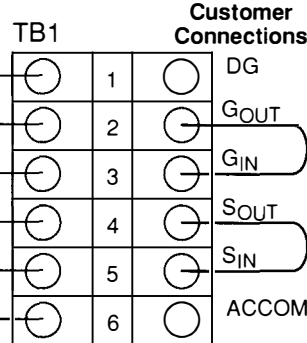 Customer
TB1 Connections
1 DG
2 GOUT
3 GIN
4 SOUT
5 SIN
6 ACCOM